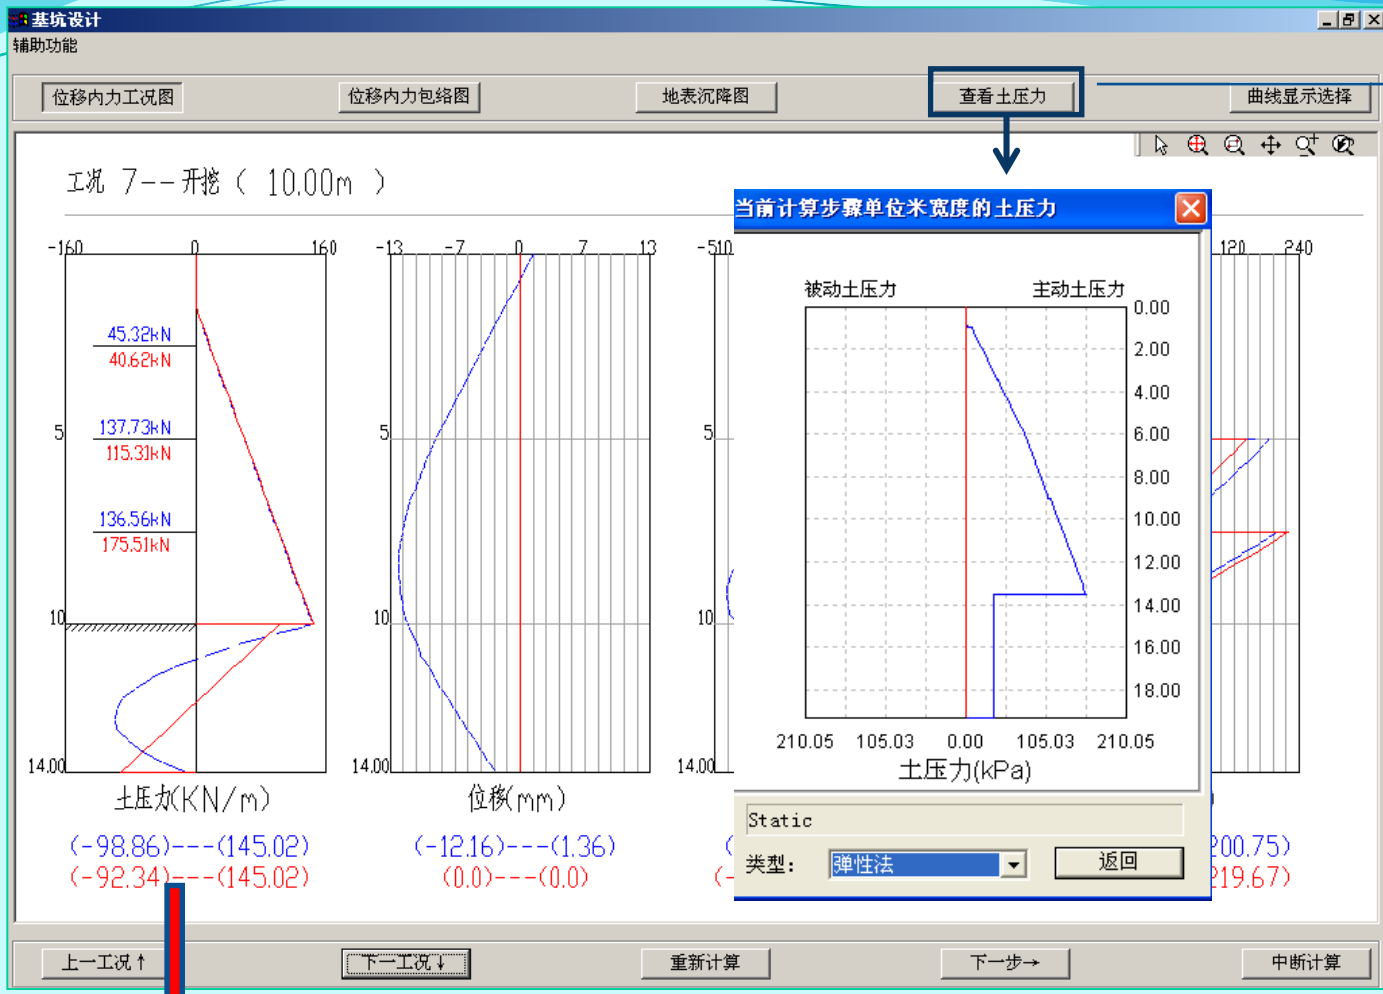 基坑设计
辅助功能
位移内力工况图 位移内力包络图 地表沉降图 查看土压力 曲线显示选择
工况 7--开挖 ( 10.00m )
-160 0 160 -13 -7 0 7 13 -510 120 240
45.32kN
40.62kN
5 5 5
137.73kN
115.31kN
136.56kN
175.51kN
10 10 10
14.00 14.00 14.00
土压力(KN/m) 位移(mm)
(-98.86)---(145.02) (-12.16)---(1.36) ( 200.75)
(-92.34)---(145.02) (0.0)---(0.0) (- 219.67)
当前计算步骤单位米宽度的土压力
被动土压力 主动土压力
0.00
2.00
4.00
6.00
8.00
10.00
12.00
14.00
16.00
18.00
210.05 105.03 0.00 105.03 210.05
土压力(kPa)
Static
类型: 弹性法 返回
上一工况↑ 下一工况↓ 重新计算 下一步→ 中断计算